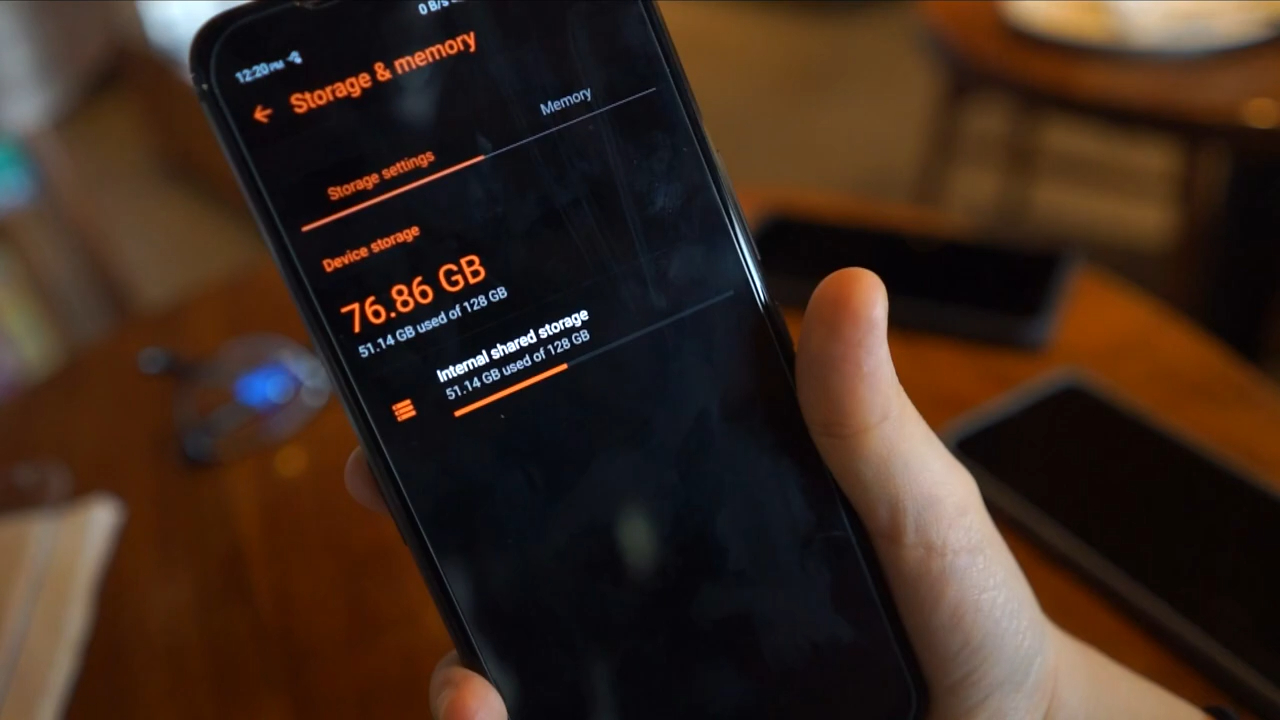 0 B/s
12:20 PM
Storage & memory
Storage settings
Memory
Device storage
76.86 GB
51.14 GB used of 128 GB
Internal shared storage
51.14 GB used of 128 GB